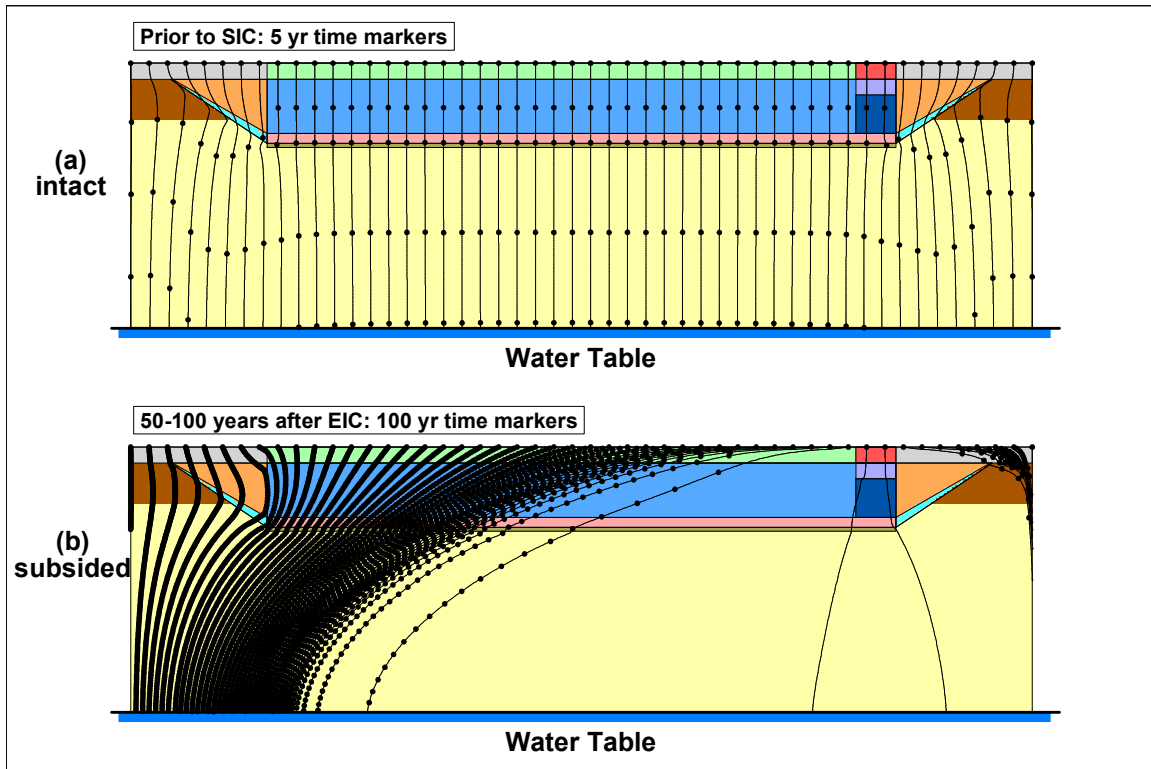 Prior to SIC: 5 yr time markers
(a)
intact
Water Table
50-100 years after EIC: 100 yr time markers
(b)
subsided
Water Table